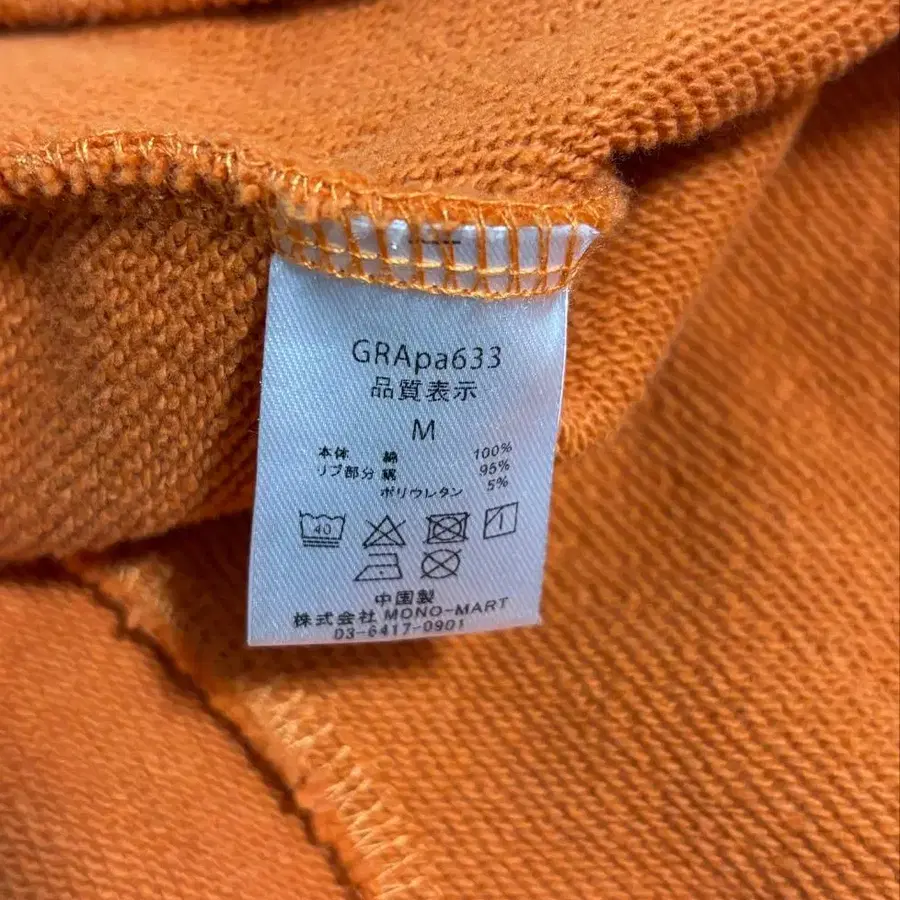 GRApa633
品質表示
M
本体 綿 100%
リブ部分 綿 95%
ポリウレタン 5%
40
中国製
株式会社 MONO-MART
03-6417-0901